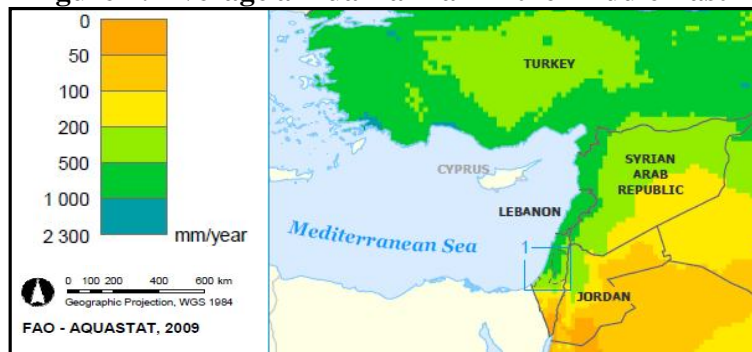 0
50
100
200
500
1 000
2 300 mm/year
0 100 200 400 600 km
Geographic Projection, WGS 1984
FAO - AQUASTAT, 2009
TURKEY
CYPRUS
SYRIAN
ARAB
REPUBLIC
LEBANON
Mediterranean Sea
1
JORDAN